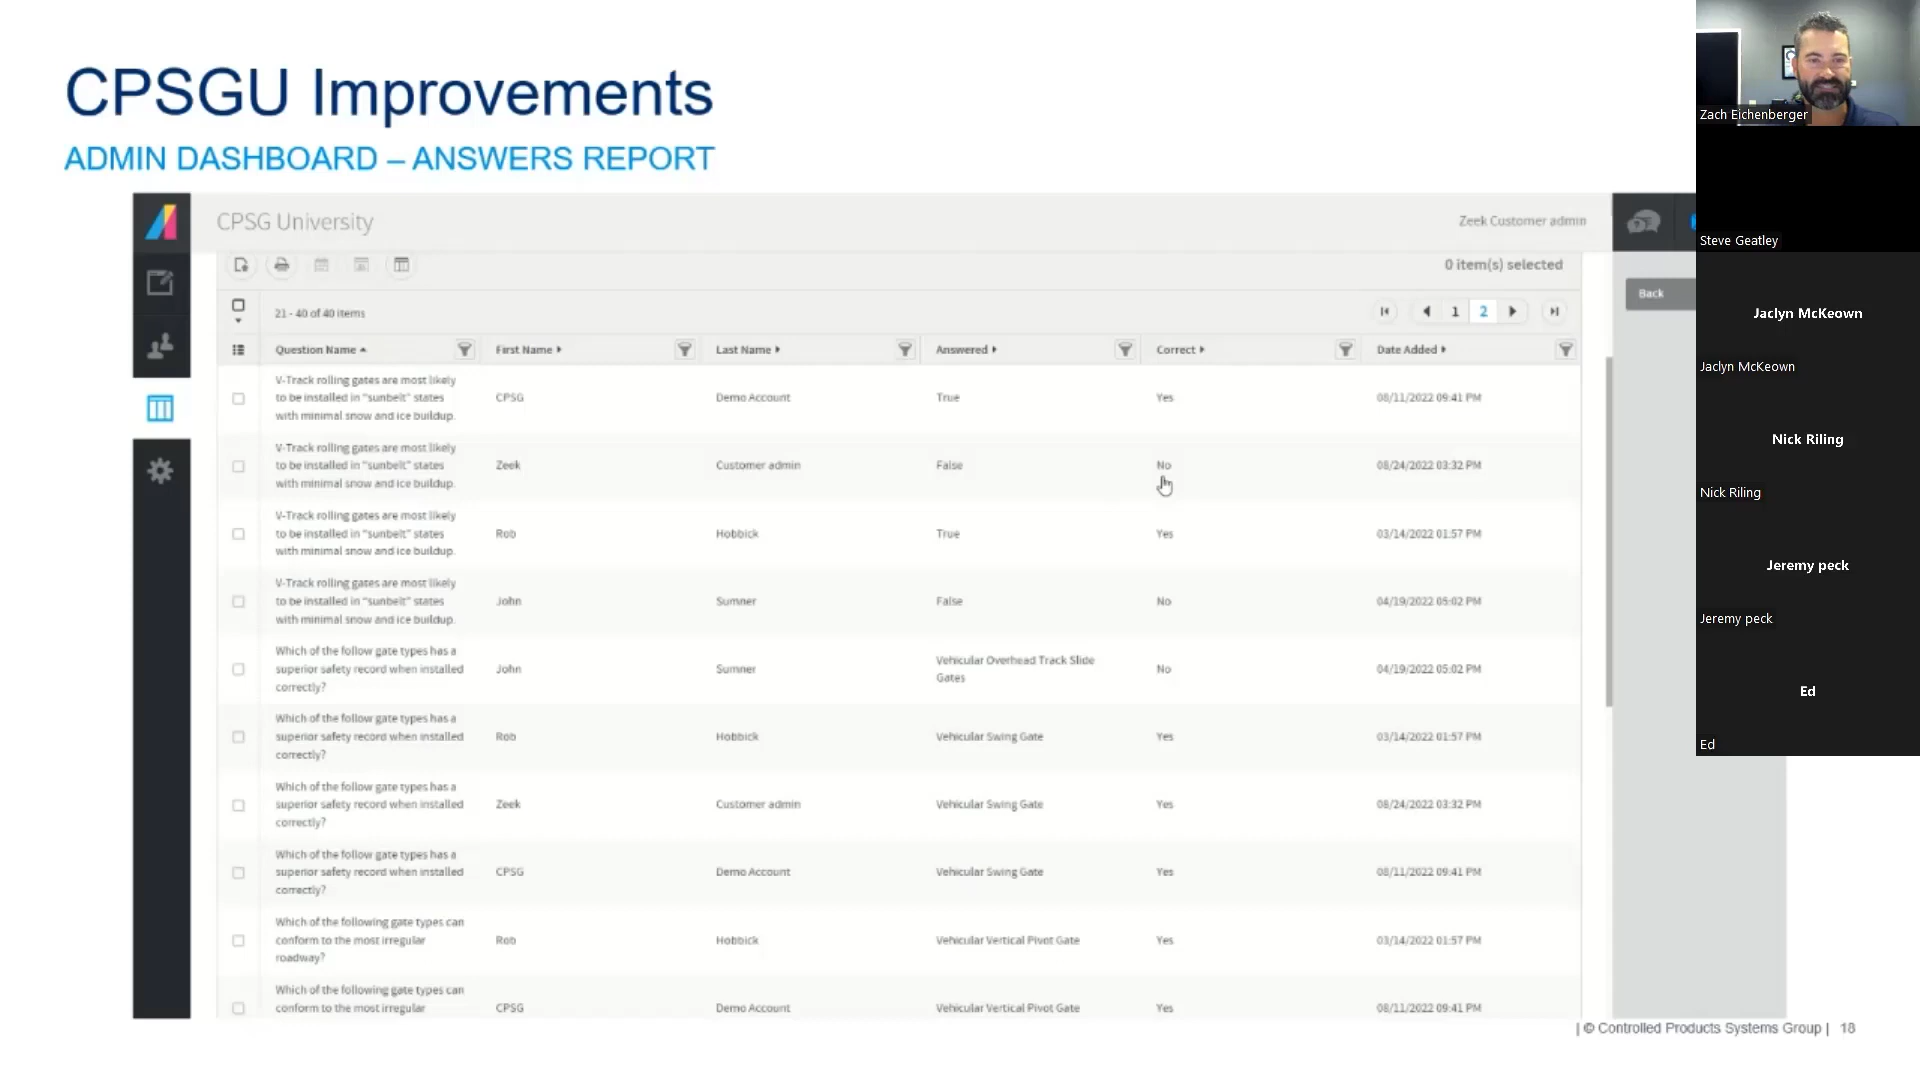 CPSGU Improvements
ADMIN DASHBOARD – ANSWERS REPORT
CPSG University
Zeek Customer admin
0 item(s) selected
Back
21 - 40 of 40 items
1 2
Question Name First Name Last Name Answered Correct Date Added
V-Track rolling gates are most likely
to be installed in "sunbelt" states
with minimal snow and ice buildup.
CPSG Demo Account True Yes 08/11/2022 09:41 PM
V-Track rolling gates are most likely
to be installed in "sunbelt" states
with minimal snow and ice buildup.
Zeek Customer admin False No 08/24/2022 03:32 PM
V-Track rolling gates are most likely
to be installed in "sunbelt" states
with minimal snow and ice buildup.
Rob Hobbick True Yes 03/14/2022 01:57 PM
V-Track rolling gates are most likely
to be installed in "sunbelt" states
with minimal snow and ice buildup.
John Sumner False No 04/19/2022 05:02 PM
Which of the follow gate types has a
superior safety record when installed
correctly?
John Sumner Vehicular Overhead Track Slide
Gates
No 04/19/2022 05:02 PM
Which of the follow gate types has a
superior safety record when installed
correctly?
Rob Hobbick Vehicular Swing Gate Yes 03/14/2022 01:57 PM
Which of the follow gate types has a
superior safety record when installed
correctly?
Zeek Customer admin Vehicular Swing Gate Yes 08/24/2022 03:32 PM
Which of the follow gate types has a
superior safety record when installed
correctly?
CPSG Demo Account Vehicular Swing Gate Yes 08/11/2022 09:41 PM
Which of the following gate types can
conform to the most irregular
roadway?
Rob Hobbick Vehicular Vertical Pivot Gate Yes 03/14/2022 01:57 PM
Which of the following gate types can
conform to the most irregular
CPSG Demo Account Vehicular Vertical Pivot Gate Yes 08/11/2022 09:41 PM
| © Controlled Products Systems Group | 18
Zach Eichenberger
Steve Geatley
Jaclyn McKeown
Jaclyn McKeown
Nick Riling
Nick Riling
Jeremy peck
Jeremy peck
Ed
Ed